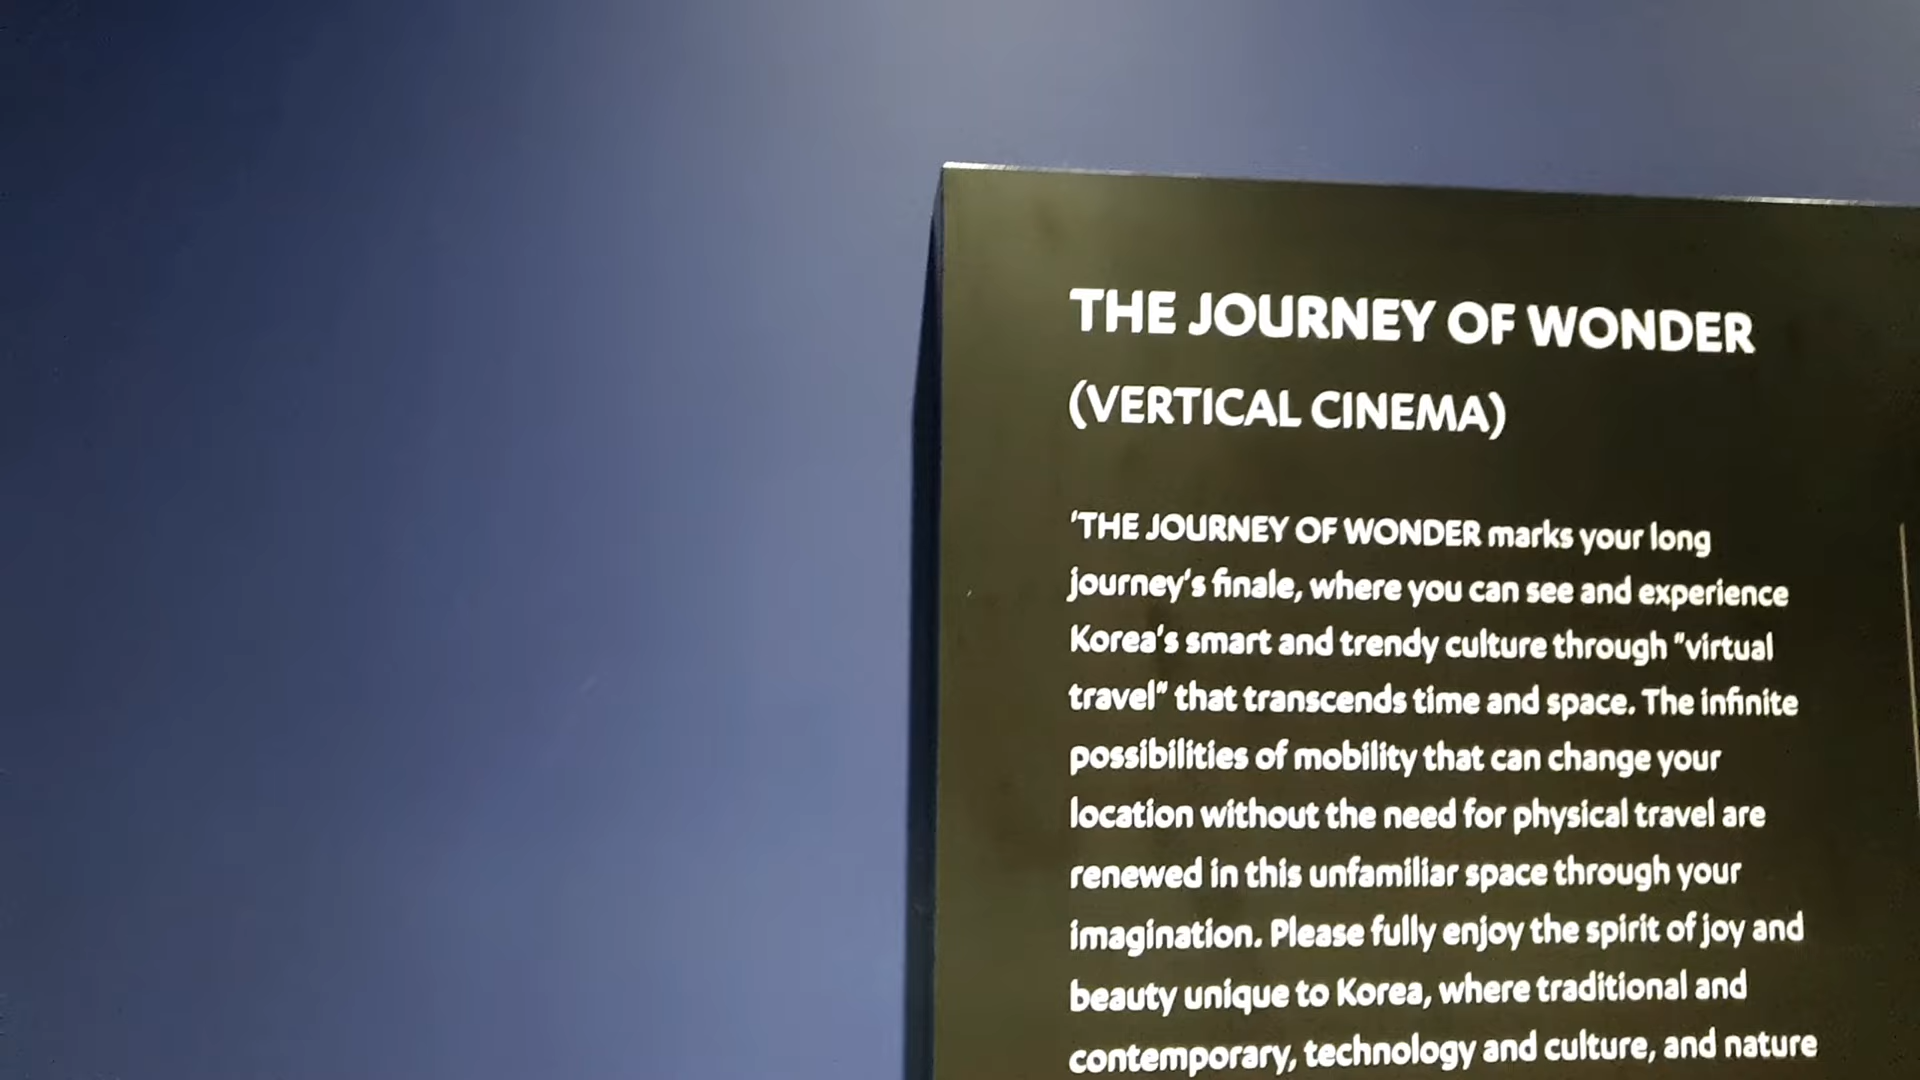 THE JOURNEY OF WONDER
(VERTICAL CINEMA)
'THE JOURNEY OF WONDER marks your long
journey's finale, where you can see and experience
Korea's smart and trendy culture through "virtual
travel" that transcends time and space. The infinite
possibilities of mobility that can change your
location without the need for physical travel are
renewed in this unfamiliar space through your
imagination. Please fully enjoy the spirit of joy and
beauty unique to Korea, where traditional and
contemporary, technology and culture, and nature